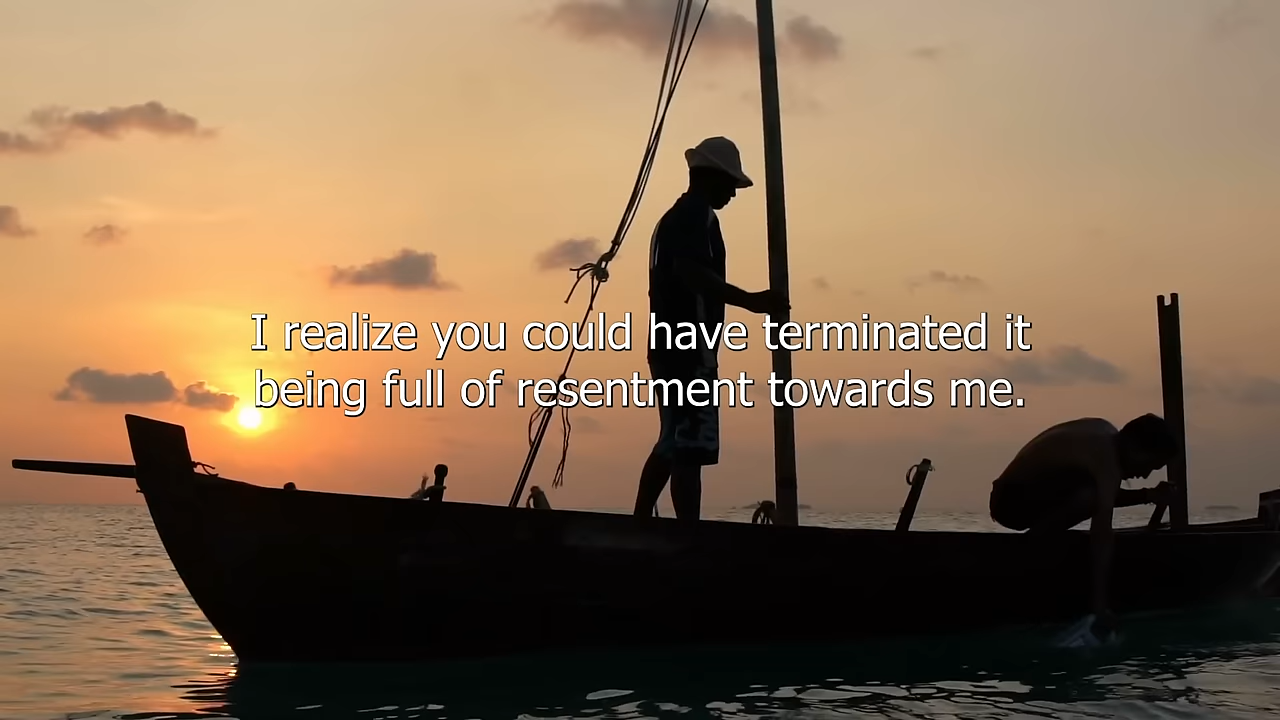 I realize you could have terminated it
being full of resentment towards me.